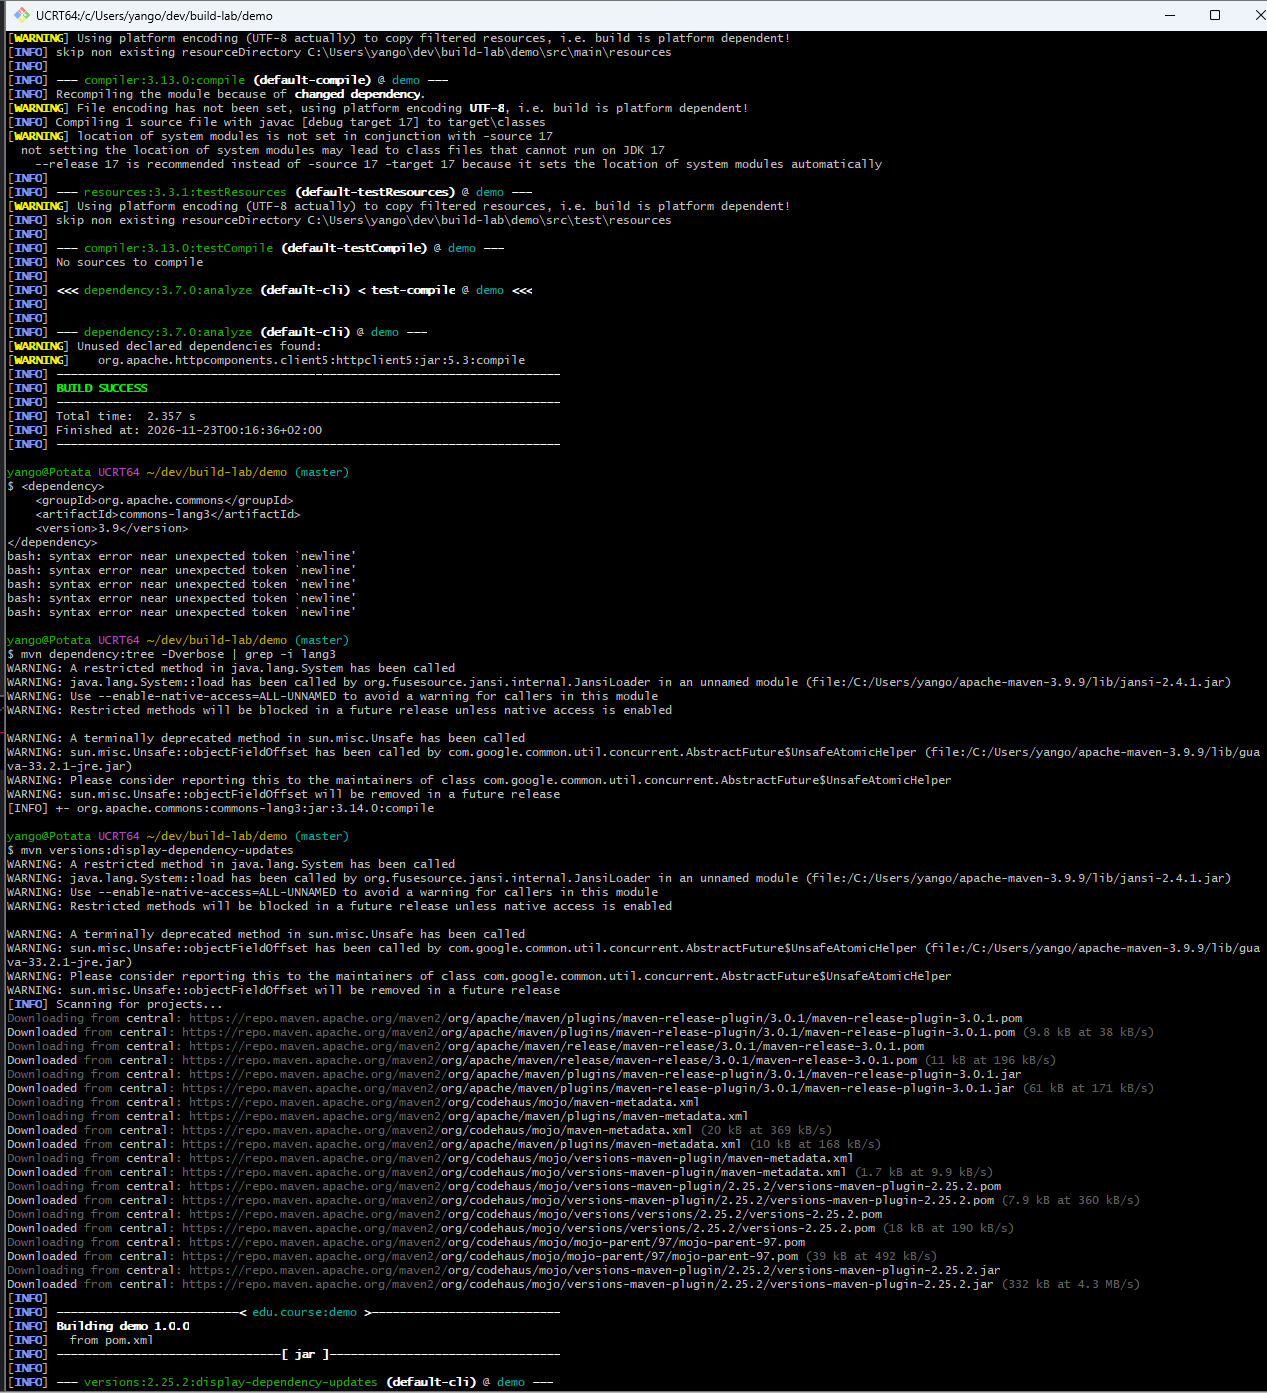 UCRT64:/c/Users/yango/dev/build-lab/demo
[WARNING] Using platform encoding (UTF-8 actually) to copy filtered resources, i.e. build is platform dependent!
[INFO] skip non existing resourceDirectory C:\Users\yango\dev\build-lab\demo\src\main\resources
[INFO]
[INFO] --- compiler:3.13.0:compile (default-compile) @ demo ---
[INFO] Recompiling the module because of changed dependency.
[WARNING] File encoding has not been set, using platform encoding UTF-8, i.e. build is platform dependent!
[INFO] Compiling 1 source file with javac [debug target 17] to target\classes
[WARNING] location of system modules is not set in conjunction with -source 17
  not setting the location of system modules may lead to class files that cannot run on JDK 17
    --release 17 is recommended instead of -source 17 -target 17 because it sets the location of system modules automatically
[INFO]
[INFO] --- resources:3.3.1:testResources (default-testResources) @ demo ---
[WARNING] Using platform encoding (UTF-8 actually) to copy filtered resources, i.e. build is platform dependent!
[INFO] skip non existing resourceDirectory C:\Users\yango\dev\build-lab\demo\src\test\resources
[INFO]
[INFO] --- compiler:3.13.0:testCompile (default-testCompile) @ demo ---
[INFO] No sources to compile
[INFO]
[INFO] <<< dependency:3.7.0:analyze (default-cli) < test-compile @ demo <<<
[INFO]
[INFO]
[INFO] --- dependency:3.7.0:analyze (default-cli) @ demo ---
[WARNING] Unused declared dependencies found:
[WARNING]    org.apache.httpcomponents.client5:httpclient5:jar:5.3:compile
[INFO] ------------------------------------------------------------------------
[INFO] BUILD SUCCESS
[INFO] ------------------------------------------------------------------------
[INFO] Total time:  2.357 s
[INFO] Finished at: 2026-11-23T00:16:36+02:00
[INFO] ------------------------------------------------------------------------
yango@Potata UCRT64 ~/dev/build-lab/demo (master)
$ <dependency>
    <groupId>org.apache.commons</groupId>
    <artifactId>commons-lang3</artifactId>
    <version>3.9</version>
</dependency>
bash: syntax error near unexpected token `newline'
bash: syntax error near unexpected token `newline'
bash: syntax error near unexpected token `newline'
bash: syntax error near unexpected token `newline'
bash: syntax error near unexpected token `newline'
yango@Potata UCRT64 ~/dev/build-lab/demo (master)
$ mvn dependency:tree -Dverbose | grep -i lang3
WARNING: A restricted method in java.lang.System has been called
WARNING: java.lang.System::load has been called by org.fusesource.jansi.internal.JansiLoader in an unnamed module (file:/C:/Users/yango/apache-maven-3.9.9/lib/jansi-2.4.1.jar)
WARNING: Use --enable-native-access=ALL-UNNAMED to avoid a warning for callers in this module
WARNING: Restricted methods will be blocked in a future release unless native access is enabled
WARNING: A terminally deprecated method in sun.misc.Unsafe has been called
WARNING: sun.misc.Unsafe::objectFieldOffset has been called by com.google.common.util.concurrent.AbstractFuture$UnsafeAtomicHelper (file:/C:/Users/yango/apache-maven-3.9.9/lib/gua
va-33.2.1-jre.jar)
WARNING: Please consider reporting this to the maintainers of class com.google.common.util.concurrent.AbstractFuture$UnsafeAtomicHelper
WARNING: sun.misc.Unsafe::objectFieldOffset will be removed in a future release
[INFO] +- org.apache.commons:commons-lang3:jar:3.14.0:compile
yango@Potata UCRT64 ~/dev/build-lab/demo (master)
$ mvn versions:display-dependency-updates
WARNING: A restricted method in java.lang.System has been called
WARNING: java.lang.System::load has been called by org.fusesource.jansi.internal.JansiLoader in an unnamed module (file:/C:/Users/yango/apache-maven-3.9.9/lib/jansi-2.4.1.jar)
WARNING: Use --enable-native-access=ALL-UNNAMED to avoid a warning for callers in this module
WARNING: Restricted methods will be blocked in a future release unless native access is enabled
WARNING: A terminally deprecated method in sun.misc.Unsafe has been called
WARNING: sun.misc.Unsafe::objectFieldOffset has been called by com.google.common.util.concurrent.AbstractFuture$UnsafeAtomicHelper (file:/C:/Users/yango/apache-maven-3.9.9/lib/gua
va-33.2.1-jre.jar)
WARNING: Please consider reporting this to the maintainers of class com.google.common.util.concurrent.AbstractFuture$UnsafeAtomicHelper
WARNING: sun.misc.Unsafe::objectFieldOffset will be removed in a future release
[INFO] Scanning for projects...
Downloading from central: https://repo.maven.apache.org/maven2/org/apache/maven/plugins/maven-release-plugin/3.0.1/maven-release-plugin-3.0.1.pom
Downloaded from central: https://repo.maven.apache.org/maven2/org/apache/maven/plugins/maven-release-plugin/3.0.1/maven-release-plugin-3.0.1.pom (9.8 kB at 38 kB/s)
Downloading from central: https://repo.maven.apache.org/maven2/org/apache/maven/release/maven-release/3.0.1/maven-release-3.0.1.pom
Downloaded from central: https://repo.maven.apache.org/maven2/org/apache/maven/release/maven-release/3.0.1/maven-release-3.0.1.pom (11 kB at 196 kB/s)
Downloading from central: https://repo.maven.apache.org/maven2/org/apache/maven/plugins/maven-release-plugin/3.0.1/maven-release-plugin-3.0.1.jar
Downloaded from central: https://repo.maven.apache.org/maven2/org/apache/maven/plugins/maven-release-plugin/3.0.1/maven-release-plugin-3.0.1.jar (61 kB at 171 kB/s)
Downloading from central: https://repo.maven.apache.org/maven2/org/codehaus/mojo/maven-metadata.xml
Downloading from central: https://repo.maven.apache.org/maven2/org/apache/maven/plugins/maven-metadata.xml
Downloaded from central: https://repo.maven.apache.org/maven2/org/codehaus/mojo/maven-metadata.xml (20 kB at 369 kB/s)
Downloaded from central: https://repo.maven.apache.org/maven2/org/apache/maven/plugins/maven-metadata.xml (10 kB at 168 kB/s)
Downloading from central: https://repo.maven.apache.org/maven2/org/codehaus/mojo/versions-maven-plugin/maven-metadata.xml
Downloaded from central: https://repo.maven.apache.org/maven2/org/codehaus/mojo/versions-maven-plugin/maven-metadata.xml (1.7 kB at 9.9 kB/s)
Downloading from central: https://repo.maven.apache.org/maven2/org/codehaus/mojo/versions-maven-plugin/2.25.2/versions-maven-plugin-2.25.2.pom
Downloaded from central: https://repo.maven.apache.org/maven2/org/codehaus/mojo/versions-maven-plugin/2.25.2/versions-maven-plugin-2.25.2.pom (7.9 kB at 360 kB/s)
Downloading from central: https://repo.maven.apache.org/maven2/org/codehaus/mojo/versions/versions/2.25.2/versions-2.25.2.pom
Downloaded from central: https://repo.maven.apache.org/maven2/org/codehaus/mojo/versions/versions/2.25.2/versions-2.25.2.pom (18 kB at 190 kB/s)
Downloading from central: https://repo.maven.apache.org/maven2/org/codehaus/mojo/mojo-parent/97/mojo-parent-97.pom
Downloaded from central: https://repo.maven.apache.org/maven2/org/codehaus/mojo/mojo-parent/97/mojo-parent-97.pom (39 kB at 492 kB/s)
Downloading from central: https://repo.maven.apache.org/maven2/org/codehaus/mojo/versions-maven-plugin/2.25.2/versions-maven-plugin-2.25.2.jar
Downloaded from central: https://repo.maven.apache.org/maven2/org/codehaus/mojo/versions-maven-plugin/2.25.2/versions-maven-plugin-2.25.2.jar (332 kB at 4.3 MB/s)
[INFO]
[INFO] --------------------------< edu.course:demo >---------------------------
[INFO] Building demo 1.0.0
[INFO]   from pom.xml
[INFO] --------------------------------[ jar ]---------------------------------
[INFO]
[INFO] --- versions:2.25.2:display-dependency-updates (default-cli) @ demo ---